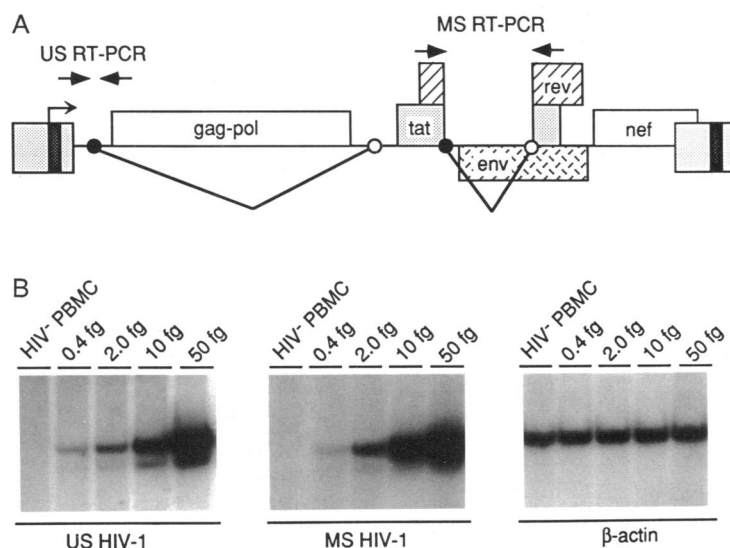 A
US RT-PCR
MS RT-PCR
gag-pol
tat
rev
env
nef
B
HIV⁻ PBMC
0.4 fg
2.0 fg
10 fg
50 fg
HIV⁻ PBMC
0.4 fg
2.0 fg
10 fg
50 fg
HIV⁻ PBMC
0.4 fg
2.0 fg
10 fg
50 fg
US HIV-1
MS HIV-1
β-actin